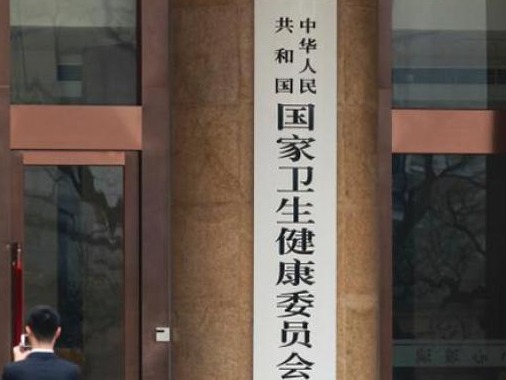 中华人民
共和国
国家卫生健康委员会